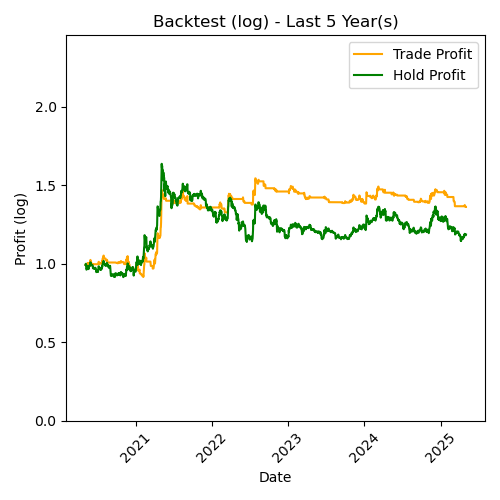 Backtest (log) - Last 5 Year(s)
Trade Profit
Hold Profit
Profit (log)
2.0
1.5
1.0
0.5
0.0
2021
2022
2023
2024
2025
Date